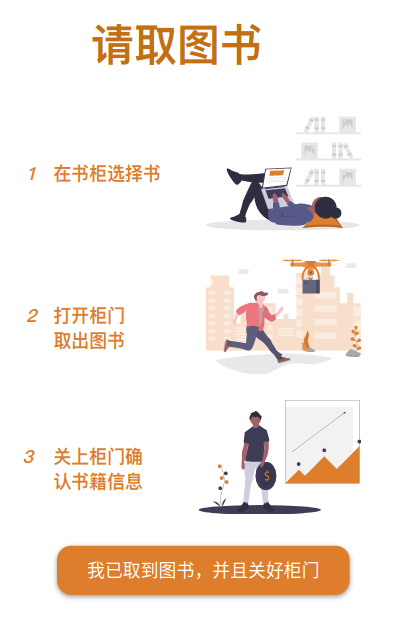 请取图书
1 在书柜选择书
2 打开柜门
取出图书
3 关上柜门确
认书籍信息
$
我已取到图书，并且关好柜门